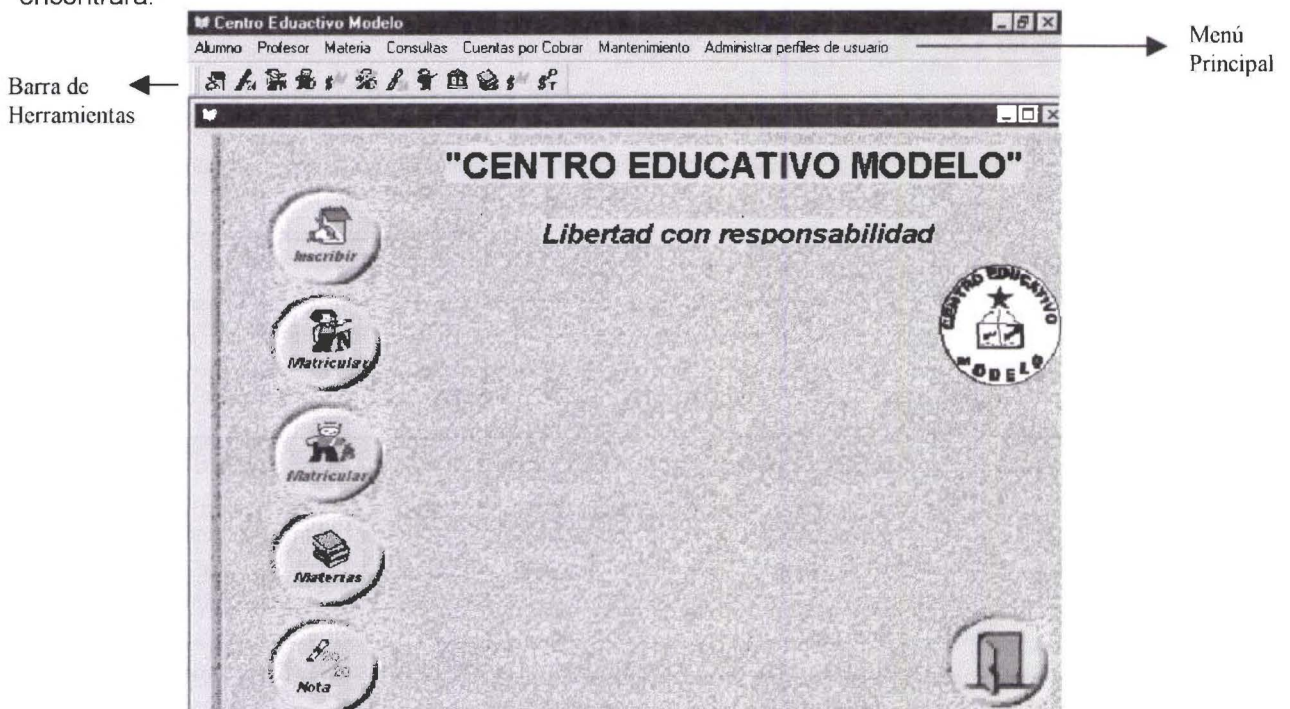 encontrará:
Centro Eduactivo Modelo
Alumno Profesor Materia Consultas Cuentas por Cobrar Mantenimiento Administrar perfiles de usuario
Menú
Principal
Barra de
Herramientas
"CENTRO EDUCATIVO MODELO"
Libertad con responsabilidad
Inscribir
CENTRO EDUCATIVO
MODELO
Matricular
Matricular
Materias
Nota